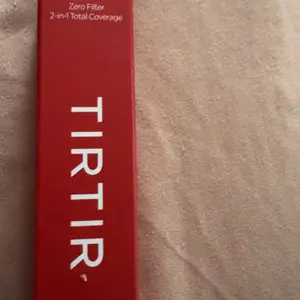 Zero Filter
2-in-1 Total Coverage
TIRTIR